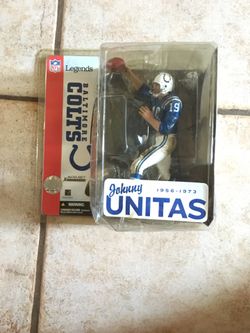 NFL
Legends
BALTIMORE
COLTS
19
Johnny
1956-1973
UNITAS